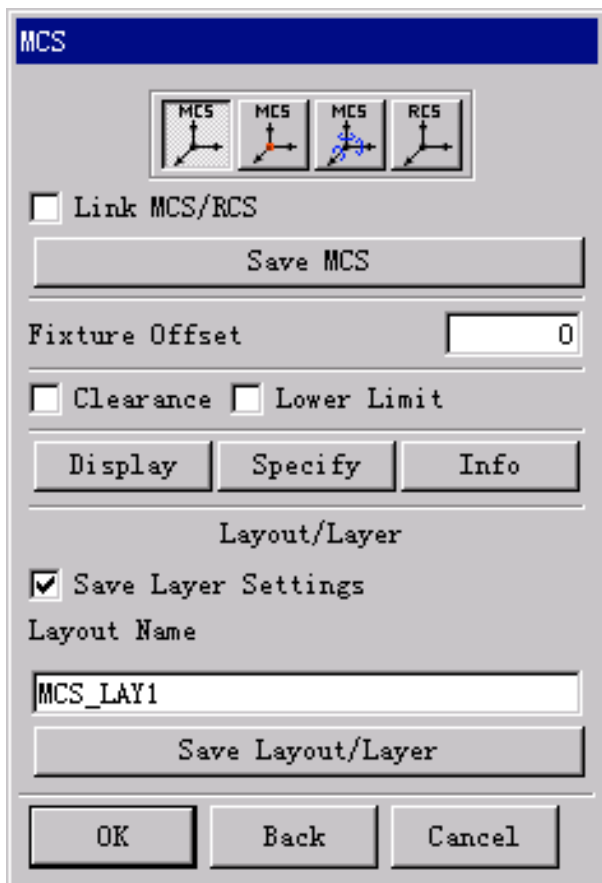 MCS
MCS MCS MCS RCS
Link MCS/RCS
Save MCS
Fixture Offset 0
Clearance Lower Limit
Display Specify Info
Layout/Layer
Save Layer Settings
Layout Name
MCS_LAY1
Save Layout/Layer
OK Back Cancel